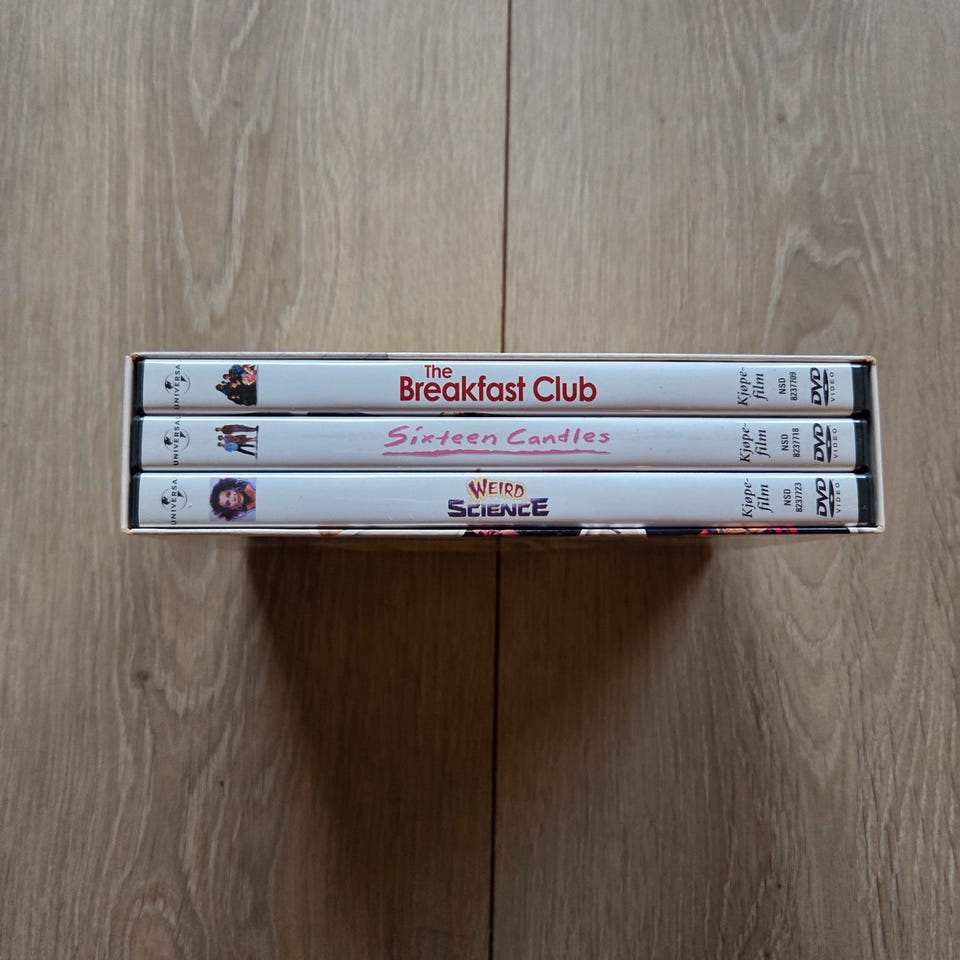 UNIVERSAL
The
Breakfast Club
Kjøpe-
film
NSD
8237709
DVD
VIDEO
UNIVERSAL
Sixteen Candles
Kjøpe-
film
NSD
8237718
DVD
VIDEO
UNIVERSAL
WEIRD
SCIENCE
Kjøpe-
film
NSD
8237723
DVD
VIDEO